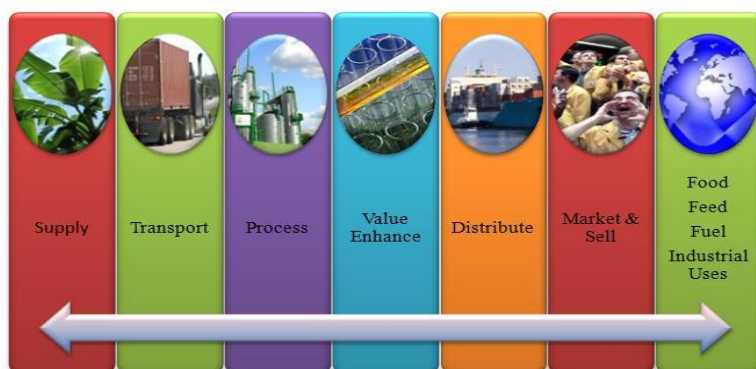 Supply
Transport
Process
Value
Enhance
Distribute
Market &
Sell
Food
Feed
Fuel
Industrial
Uses